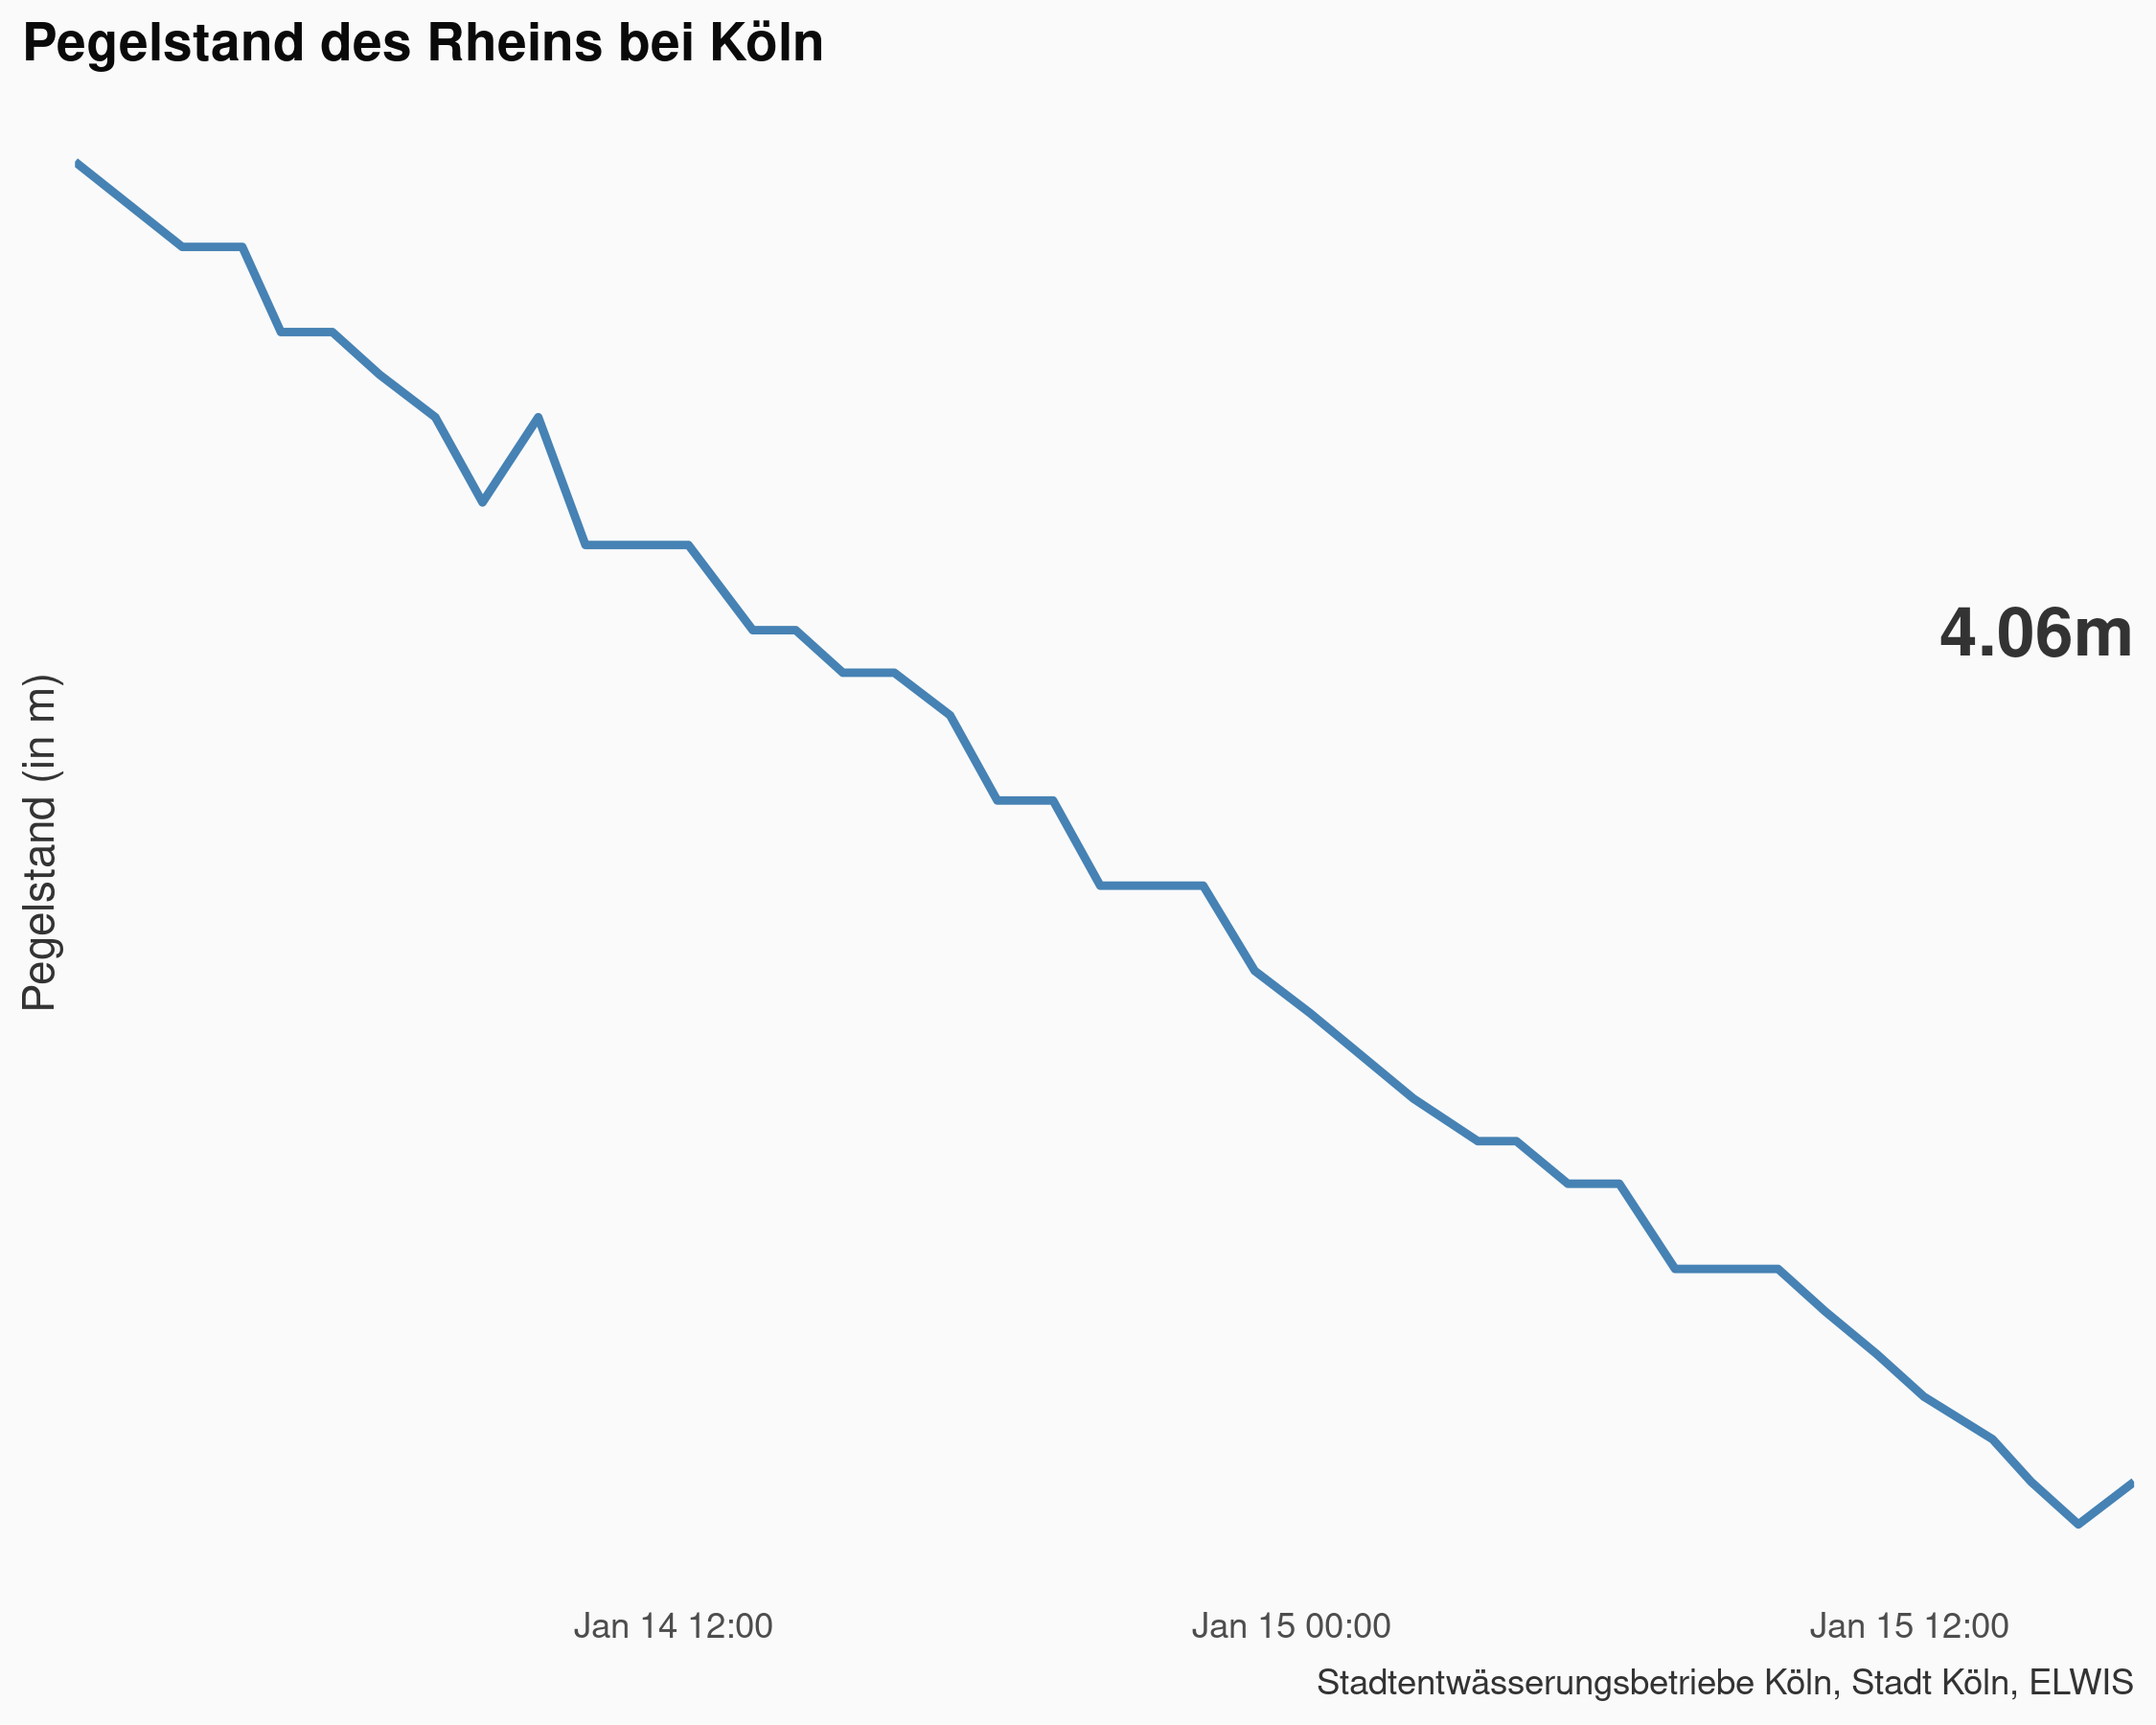 Pegelstand des Rheins bei Köln
4.06m
Pegelstand (in m)
Jan 14 12:00
Jan 15 00:00
Jan 15 12:00
Stadtentwässerungsbetriebe Köln, Stadt Köln, ELWIS